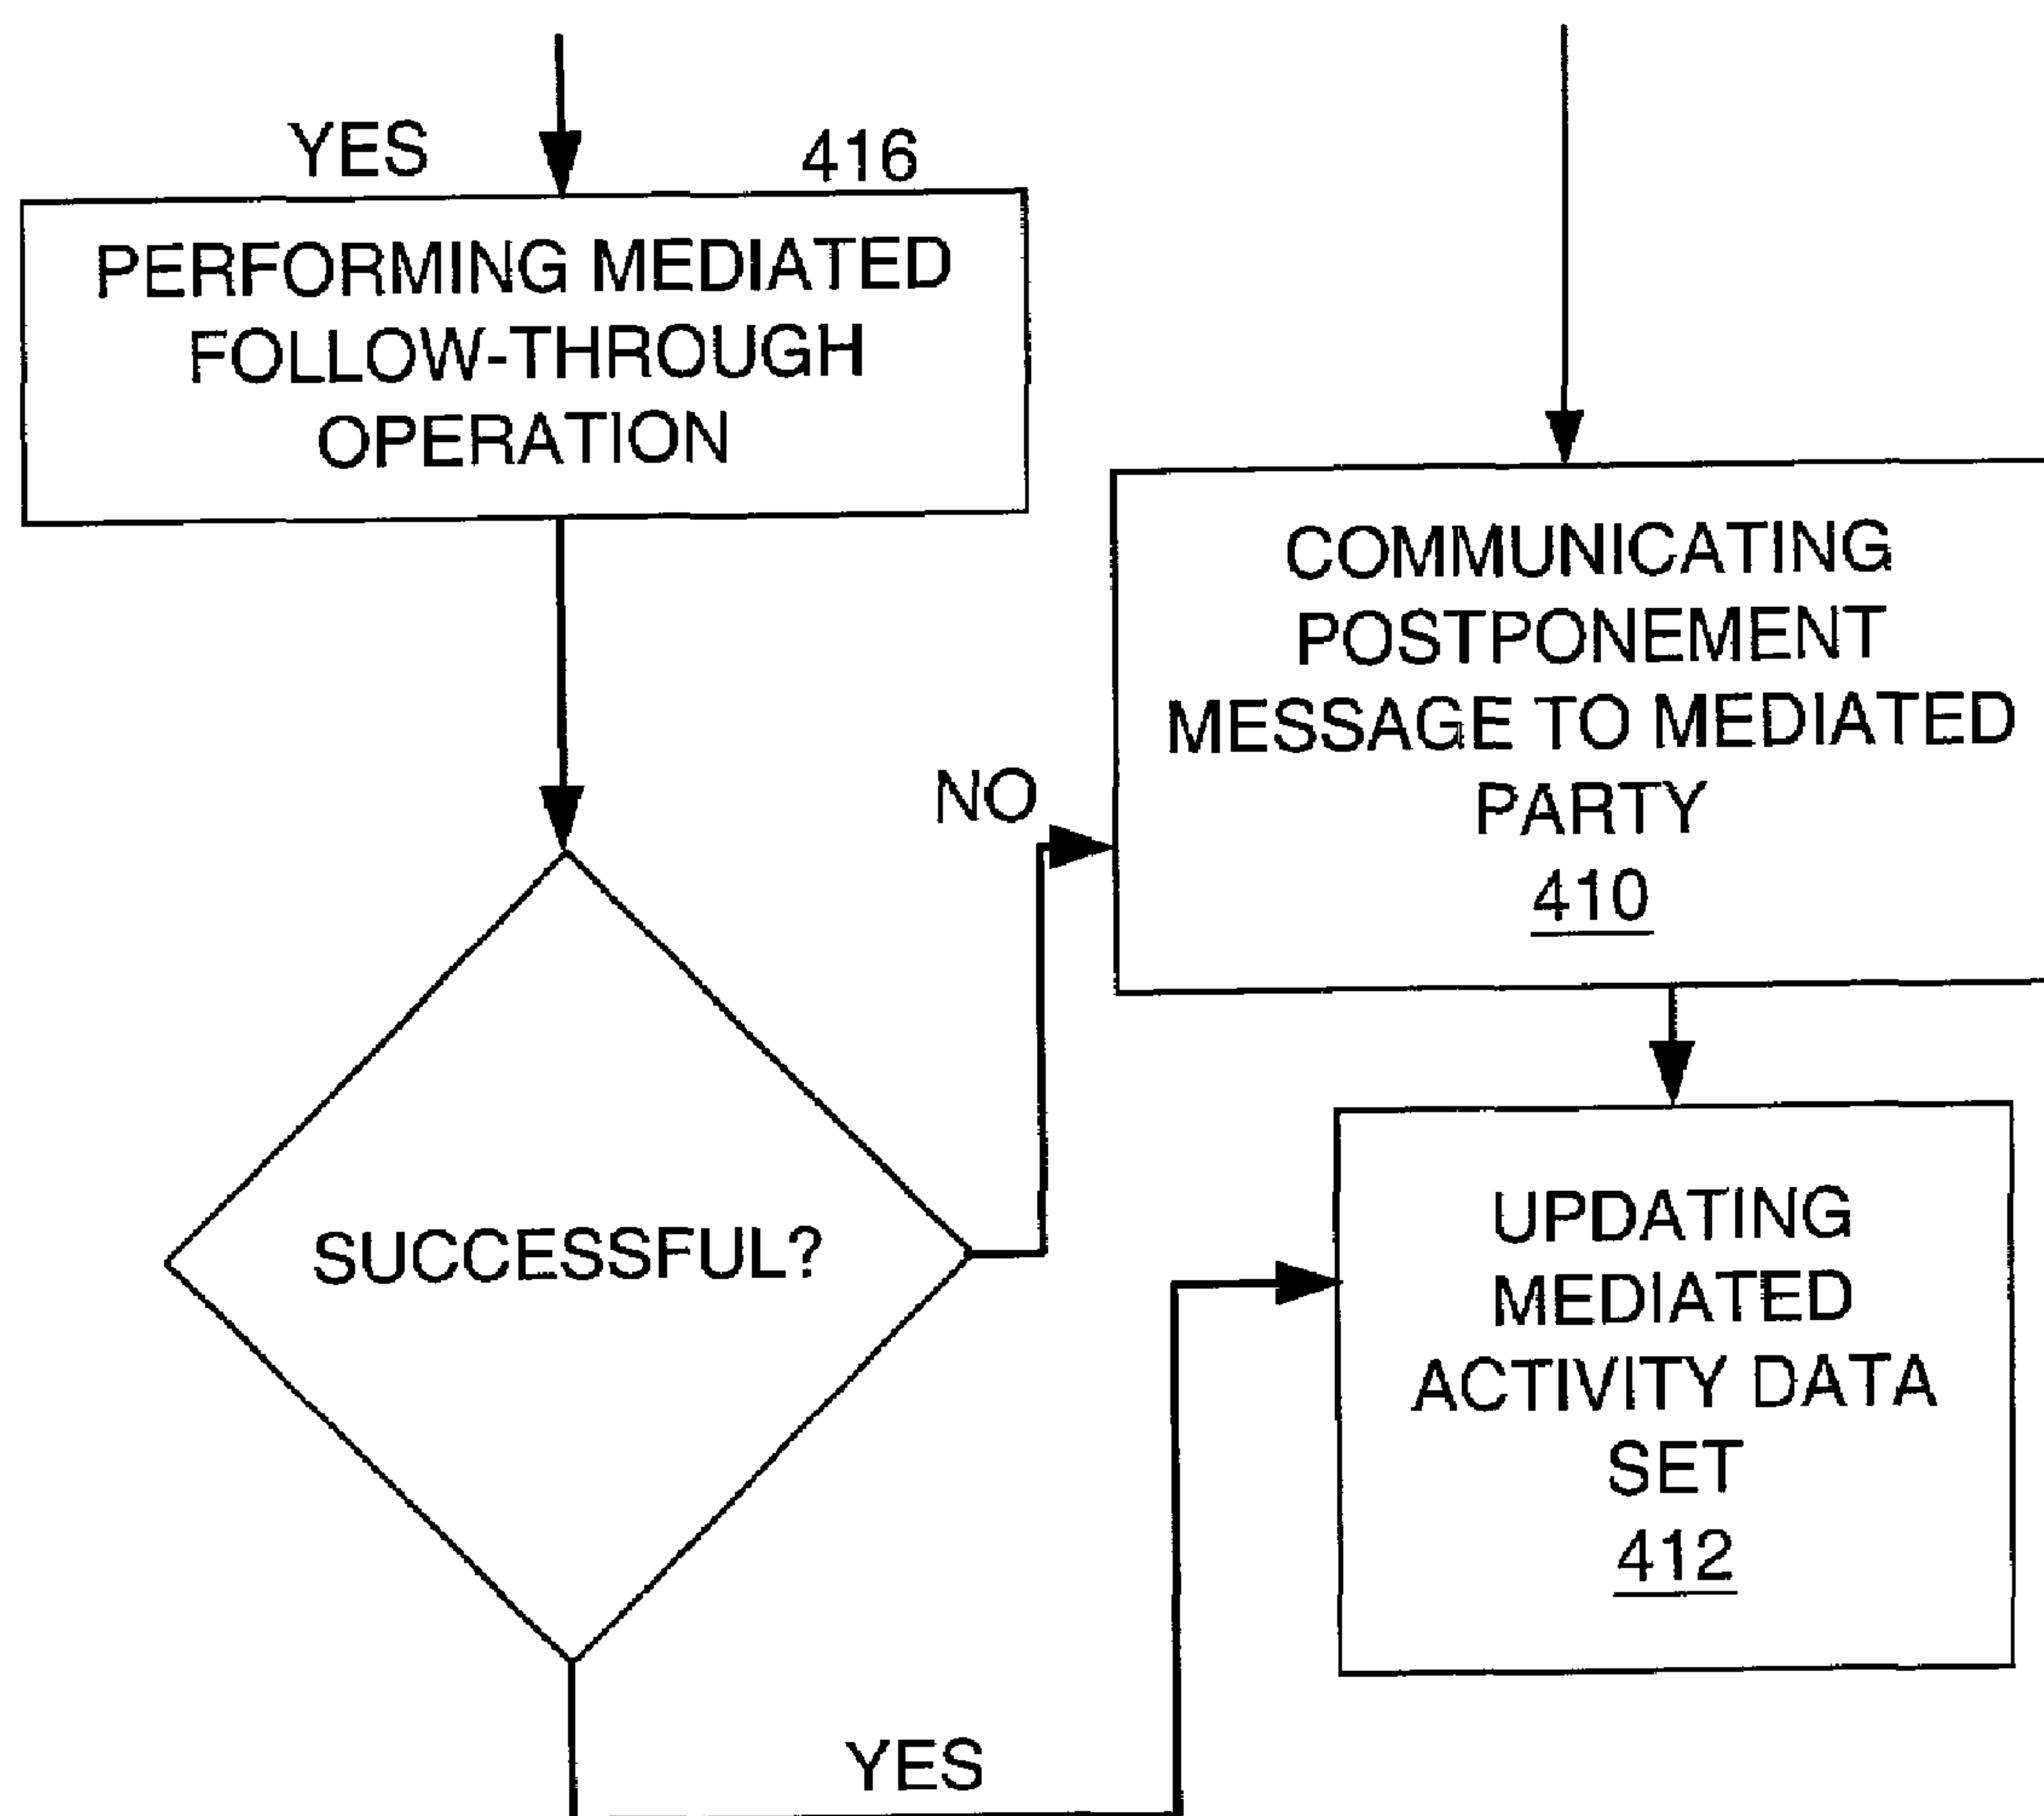 YES
416
PERFORMING MEDIATED
FOLLOW-THROUGH
OPERATION
COMMUNICATING
POSTPONEMENT
MESSAGE TO MEDIATED
PARTY
410
NO
SUCCESSFUL?
UPDATING
MEDIATED
ACTIVITY DATA
SET
412
YES